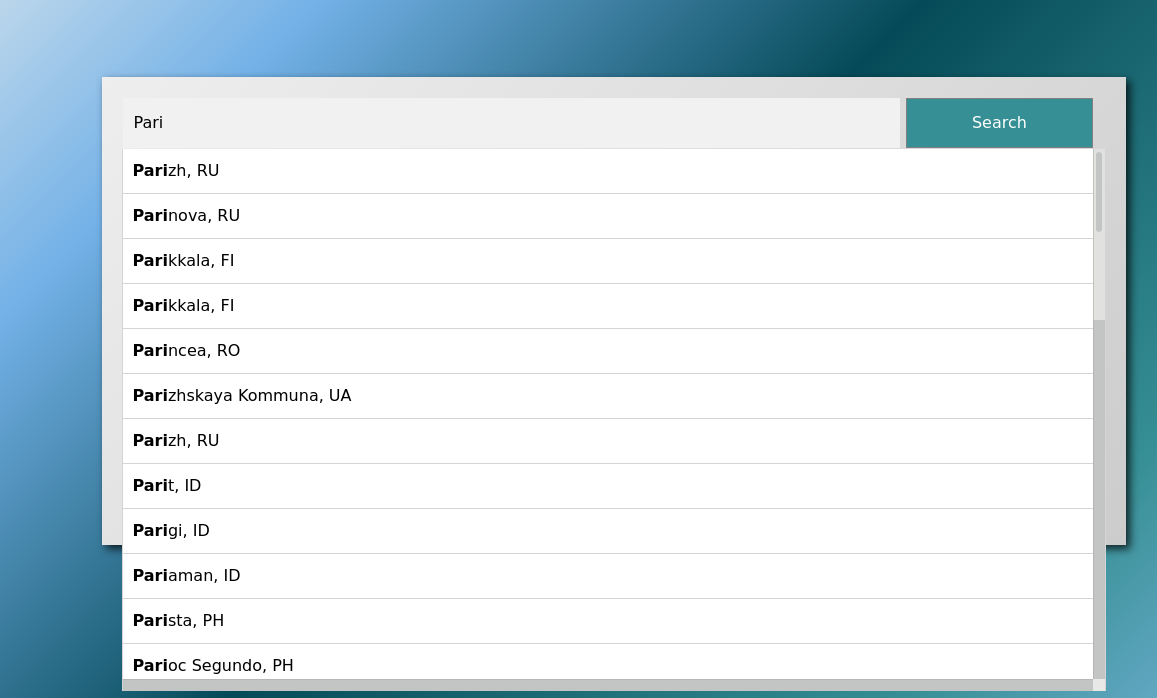 Pari
Search
Parizh, RU
Parinova, RU
Parikkala, FI
Parikkala, FI
Parincea, RO
Parizhskaya Kommuna, UA
Parizh, RU
Parit, ID
Parigi, ID
Pariaman, ID
Parista, PH
Parioc Segundo, PH